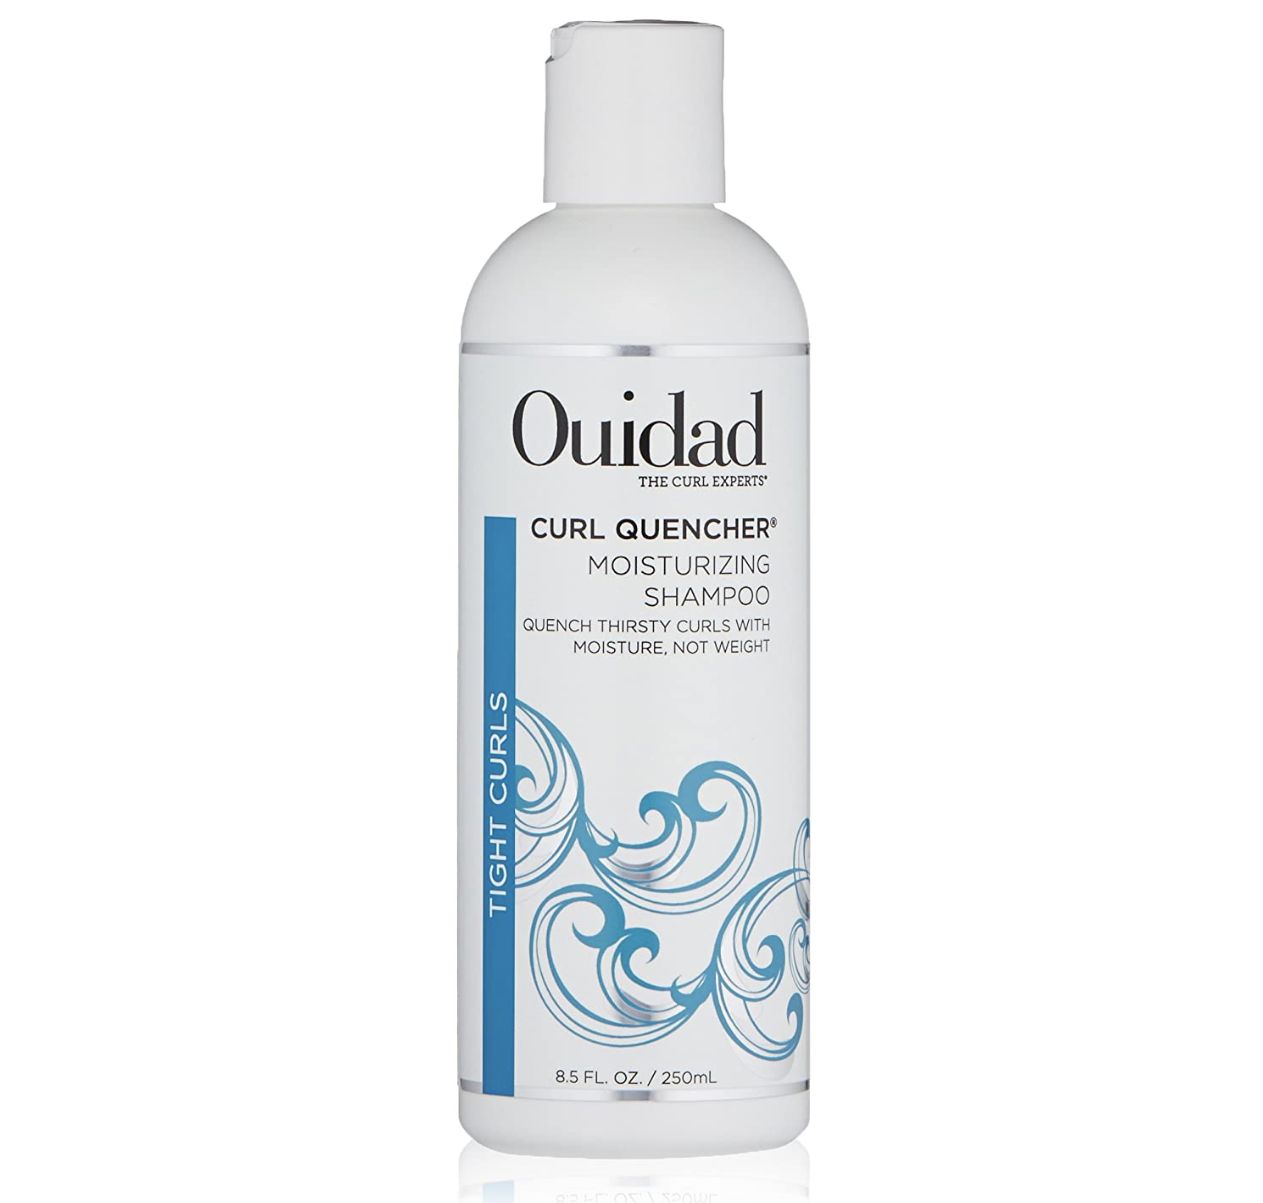 Ouidad
THE CURL EXPERTS®
CURL QUENCHER®
MOISTURIZING
SHAMPOO
QUENCH THIRSTY CURLS WITH
MOISTURE, NOT WEIGHT
TIGHT CURLS
8.5 FL. OZ. / 250mL